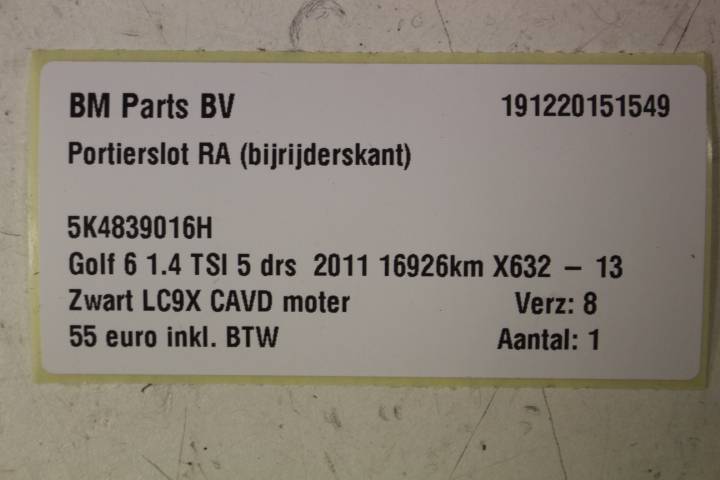 BM Parts BV 191220151549
Portierslot RA (bijrijderskant)
5K4839016H
Golf 6 1.4 TSI 5 drs 2011 16926km X632 – 13
Zwart LC9X CAVD moter Verz: 8
55 euro inkl. BTW Aantal: 1